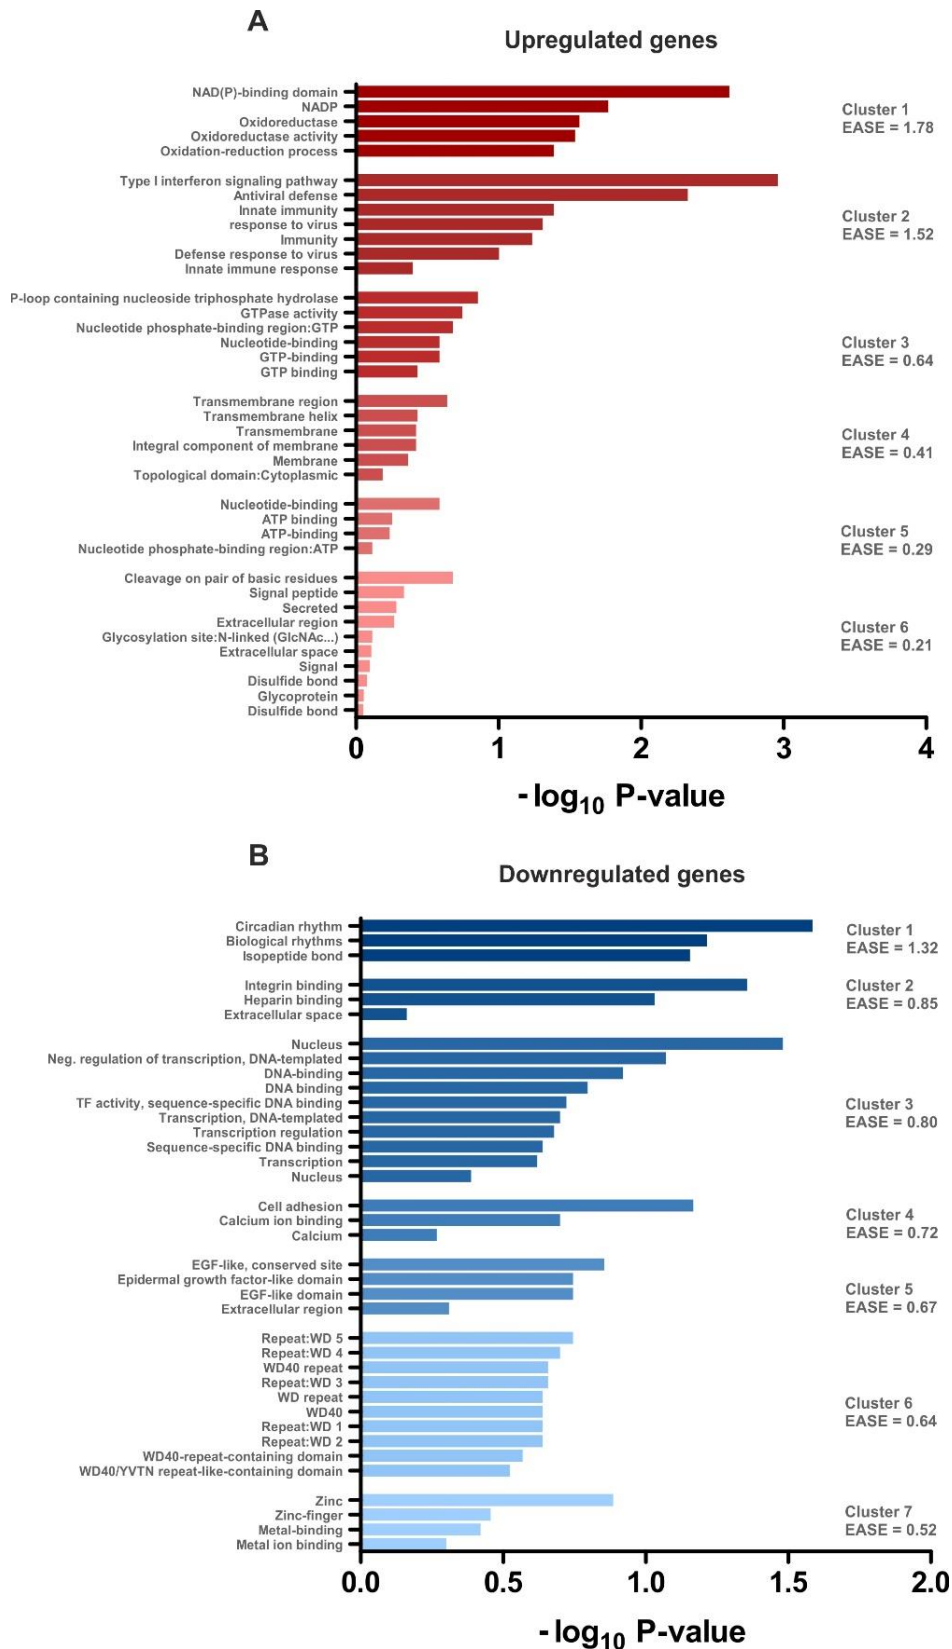 A
Upregulated genes
NAD(P)-binding domain
NADP
Oxidoreductase
Oxidoreductase activity
Oxidation-reduction process
Cluster 1
EASE = 1.78
Type I interferon signaling pathway
Antiviral defense
Innate immunity
response to virus
Immunity
Defense response to virus
Innate immune response
Cluster 2
EASE = 1.52
P-loop containing nucleoside triphosphate hydrolase
GTPase activity
Nucleotide phosphate-binding region:GTP
Nucleotide-binding
GTP-binding
GTP binding
Cluster 3
EASE = 0.64
Transmembrane region
Transmembrane helix
Transmembrane
Integral component of membrane
Membrane
Topological domain:Cytoplasmic
Cluster 4
EASE = 0.41
Nucleotide-binding
ATP binding
ATP-binding
Nucleotide phosphate-binding region:ATP
Cluster 5
EASE = 0.29
Cleavage on pair of basic residues
Signal peptide
Secreted
Extracellular region
Glycosylation site:N-linked (GlcNAc...)
Extracellular space
Signal
Disulfide bond
Glycoprotein
Disulfide bond
Cluster 6
EASE = 0.21
0 1 2 3 4
-log10 P-value
B
Downregulated genes
Circadian rhythm
Biological rhythms
Isopeptide bond
Cluster 1
EASE = 1.32
Integrin binding
Heparin binding
Extracellular space
Cluster 2
EASE = 0.85
Nucleus
Neg. regulation of transcription, DNA-templated
DNA-binding
DNA binding
TF activity, sequence-specific DNA binding
Transcription, DNA-templated
Transcription regulation
Sequence-specific DNA binding
Transcription
Nucleus
Cluster 3
EASE = 0.80
Cell adhesion
Calcium ion binding
Calcium
Cluster 4
EASE = 0.72
EGF-like, conserved site
Epidermal growth factor-like domain
EGF-like domain
Extracellular region
Cluster 5
EASE = 0.67
Repeat:WD 5
Repeat:WD 4
WD40 repeat
Repeat:WD 3
WD repeat
WD40
Repeat:WD 1
Repeat:WD 2
WD40-repeat-containing domain
WD40/YVTN repeat-like-containing domain
Cluster 6
EASE = 0.64
Zinc
Zinc-finger
Metal-binding
Metal ion binding
Cluster 7
EASE = 0.52
0.0 0.5 1.0 1.5 2.0
-log10 P-value